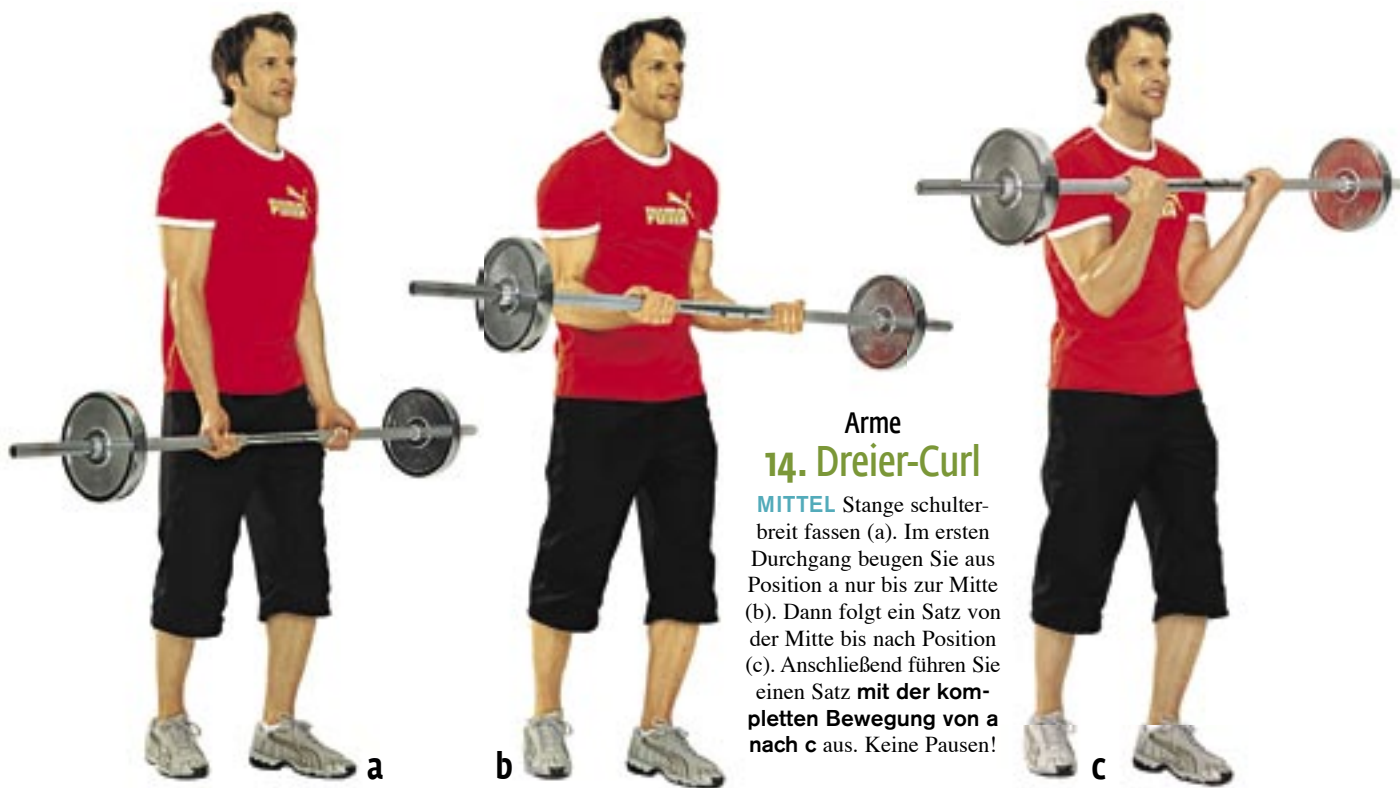 PUMA
PUMA
Arme
14. Dreier-Curl
MITTEL Stange schulter-
breit fassen (a). Im ersten
Durchgang beugen Sie aus
Position a nur bis zur Mitte
(b). Dann folgt ein Satz von
der Mitte bis nach Position
(c). Anschließend führen Sie
einen Satz mit der kom-
pletten Bewegung von a
nach c aus. Keine Pausen!
a
b
c